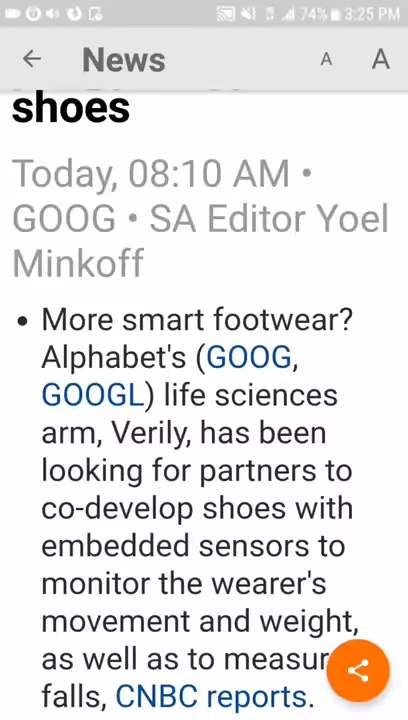 74% 3:25 PM
News A A
shoes
Today, 08:10 AM •
GOOG • SA Editor Yoel
Minkoff
• More smart footwear?
Alphabet's (GOOG,
GOOGL) life sciences
arm, Verily, has been
looking for partners to
co-develop shoes with
embedded sensors to
monitor the wearer's
movement and weight,
as well as to measur
falls, CNBC reports.